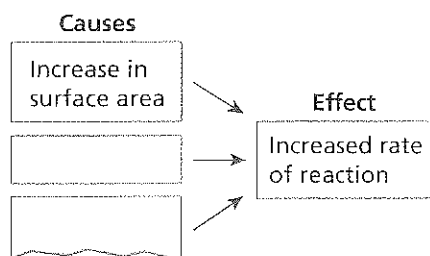 Causes
Increase in
surface area
Effect
Increased rate
of reaction